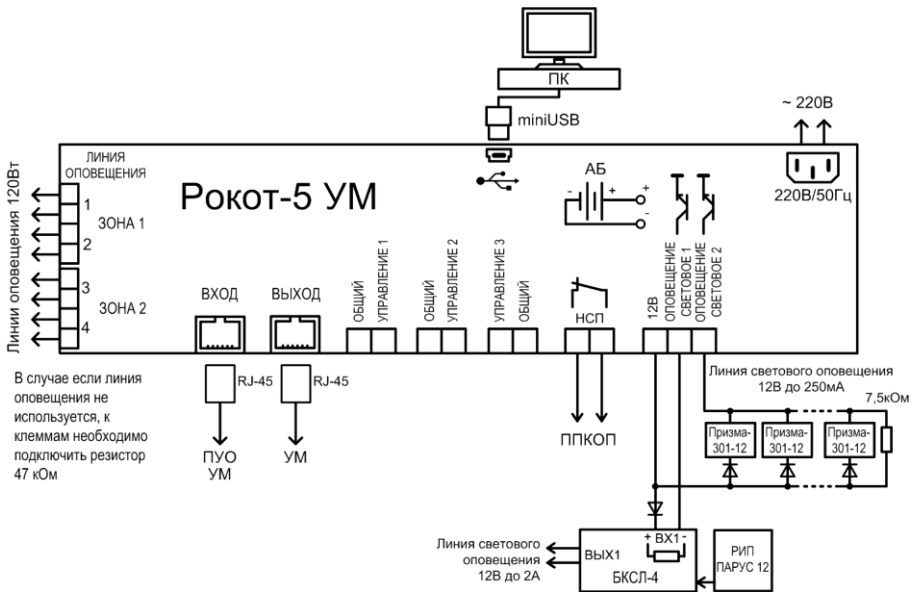 ПК
miniUSB
~ 220В
220В/50Гц
ЛИНИЯ
ОПОВЕЩЕНИЯ
Линии оповещения 120Вт
1
ЗОНА 1
2
3
ЗОНА 2
4
Рокот-5 УМ
АБ
-
+
+
-
ВХОД
ВЫХОД
ОБЩИЙ
УПРАВЛЕНИЕ 1
ОБЩИЙ
УПРАВЛЕНИЕ 2
УПРАВЛЕНИЕ 3
ОБЩИЙ
НСП
12В
ОПОВЕЩЕНИЕ
СВЕТОВОЕ 1
ОПОВЕЩЕНИЕ
СВЕТОВОЕ 2
RJ-45
RJ-45
ПУО
УМ
УМ
ППКОП
В случае если линия
оповещения не
используется, к
клеммам необходимо
подключить резистор
47 кОм
Линия светового оповещения
12В до 250мА
7,5кОм
Призма-
301-12
Призма-
301-12
Призма-
301-12
Линия светового
оповещения
12В до 2А
ВЫХ1
+ ВХ1 -
БКСЛ-4
РИП
ПАРУС 12